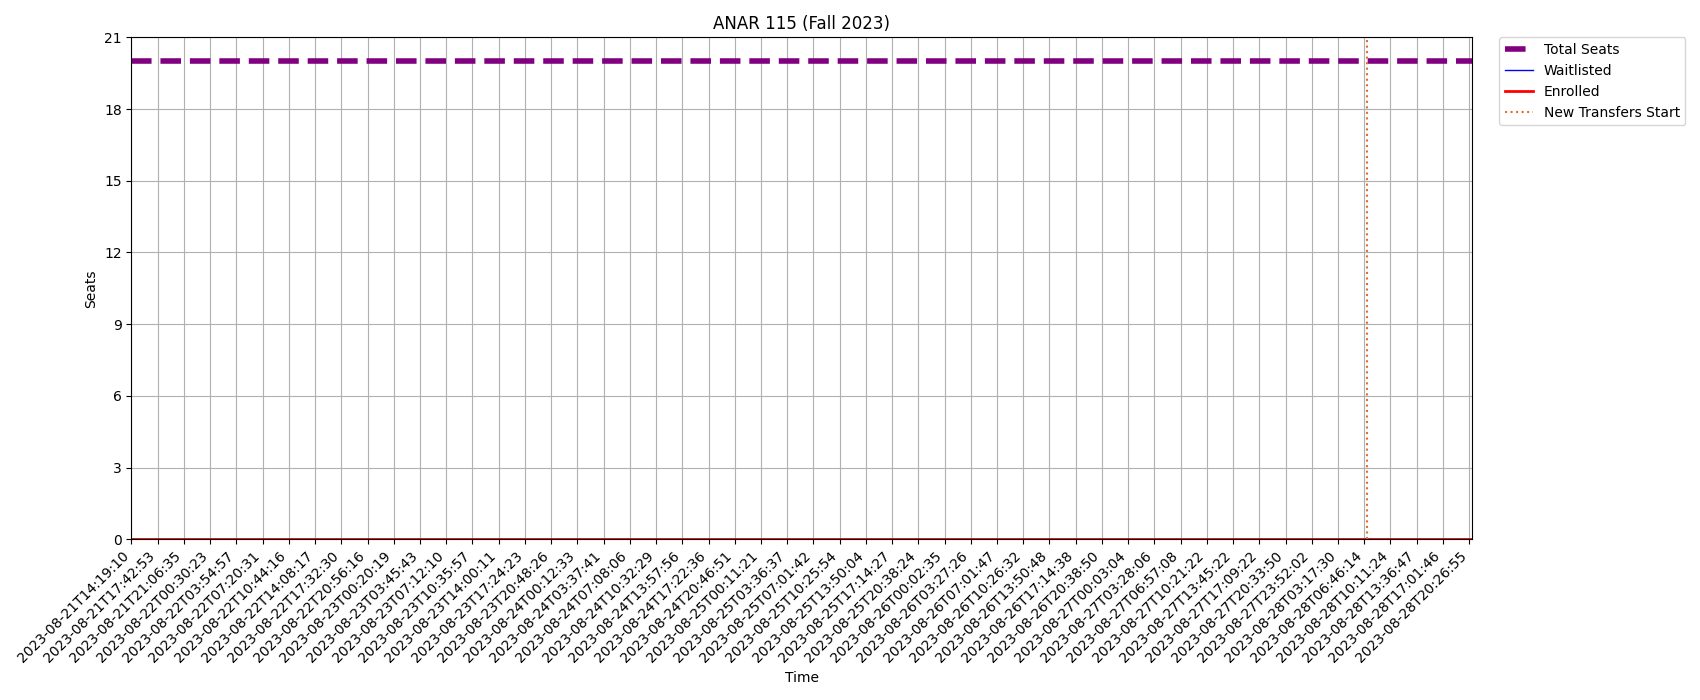 ANAR 115 (Fall 2023)
21
18
15
12
9
6
3
0
Seats
Total Seats
Waitlisted
Enrolled
New Transfers Start
2023-08-21T14:19:10
2023-08-21T17:42:53
2023-08-21T21:06:35
2023-08-22T00:30:23
2023-08-22T03:54:57
2023-08-22T07:20:31
2023-08-22T10:44:16
2023-08-22T14:08:17
2023-08-22T17:32:30
2023-08-22T20:56:16
2023-08-23T00:20:19
2023-08-23T03:45:43
2023-08-23T07:12:10
2023-08-23T10:35:57
2023-08-23T14:00:11
2023-08-23T17:24:23
2023-08-23T20:48:26
2023-08-24T00:12:33
2023-08-24T03:37:41
2023-08-24T07:08:06
2023-08-24T10:32:29
2023-08-24T13:57:56
2023-08-24T17:22:36
2023-08-24T20:46:51
2023-08-25T00:11:21
2023-08-25T03:36:37
2023-08-25T07:01:42
2023-08-25T10:25:54
2023-08-25T13:50:04
2023-08-25T17:14:27
2023-08-25T20:38:24
2023-08-26T00:02:35
2023-08-26T03:27:26
2023-08-26T07:01:47
2023-08-26T10:26:32
2023-08-26T13:50:48
2023-08-26T17:14:38
2023-08-26T20:38:50
2023-08-27T00:03:04
2023-08-27T03:28:06
2023-08-27T06:57:08
2023-08-27T10:21:22
2023-08-27T13:45:22
2023-08-27T17:09:22
2023-08-27T20:33:50
2023-08-27T23:52:02
2023-08-28T03:17:30
2023-08-28T06:46:14
2023-08-28T10:11:24
2023-08-28T13:36:47
2023-08-28T17:01:46
2023-08-28T20:26:55
Time